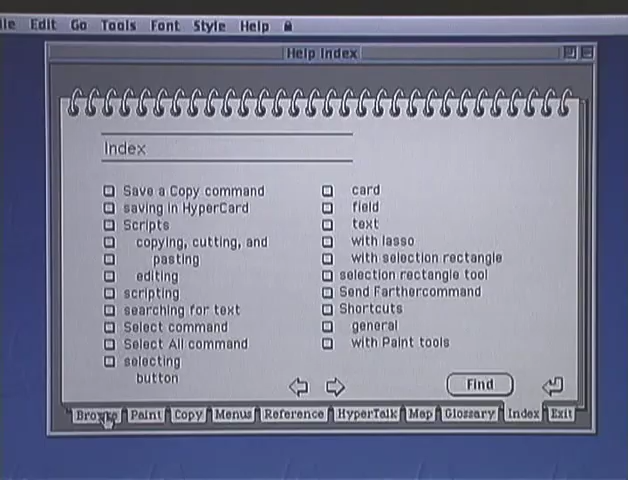 Edit Go Tools Font Style Help
Help Index
Index
Save a Copy command
saving in HyperCard
Scripts
copying, cutting, and
pasting
editing
scripting
searching for text
Select command
Select All command
selecting
button
card
field
text
with lasso
with selection rectangle
selection rectangle tool
Send Farthercommand
Shortcuts
general
with Paint tools
Find
Browse Paint Copy Menus Reference HyperTalk Map Glossary Index Exit